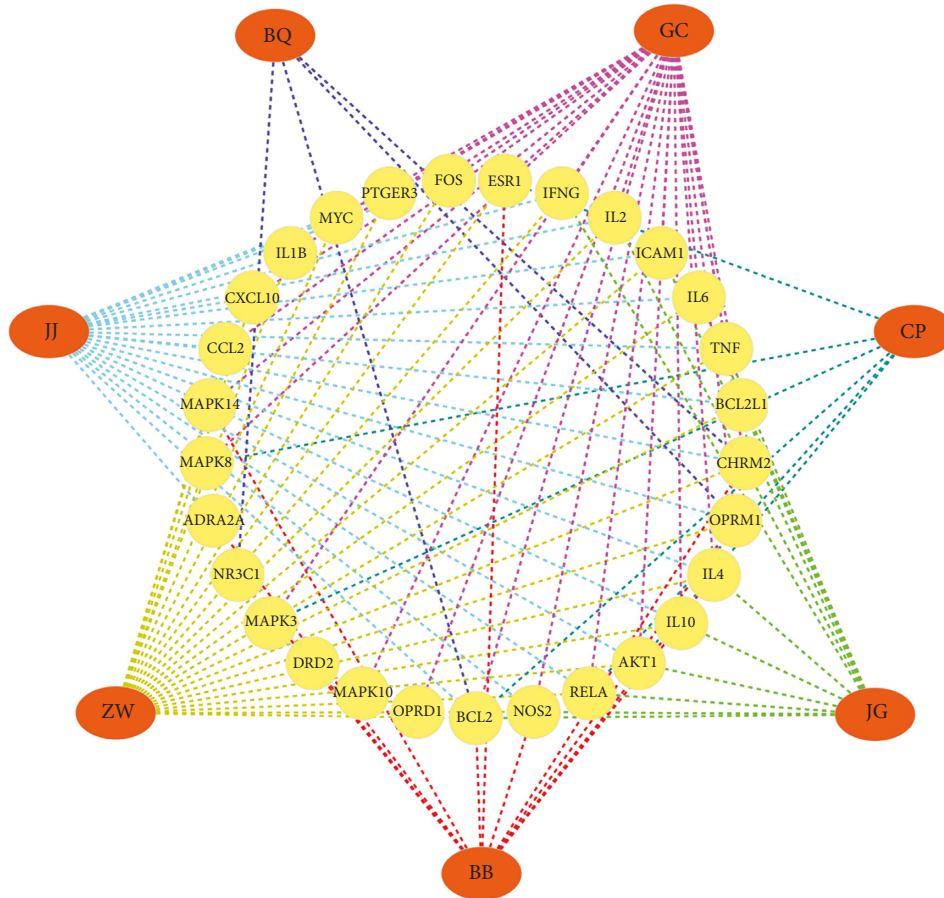 BQ
GC
FOS
ESR1
PTGER3
IFNG
MYC
IL2
IL1B
ICAM1
CXCL10
IL6
JJ
CP
CCL2
TNF
MAPK14
BCL2L1
MAPK8
CHRM2
ADRA2A
OPRM1
NR3C1
IL4
MAPK3
IL10
DRD2
AKT1
MAPK10
RELA
OPRD1
BCL2
NOS2
ZW
JG
BB